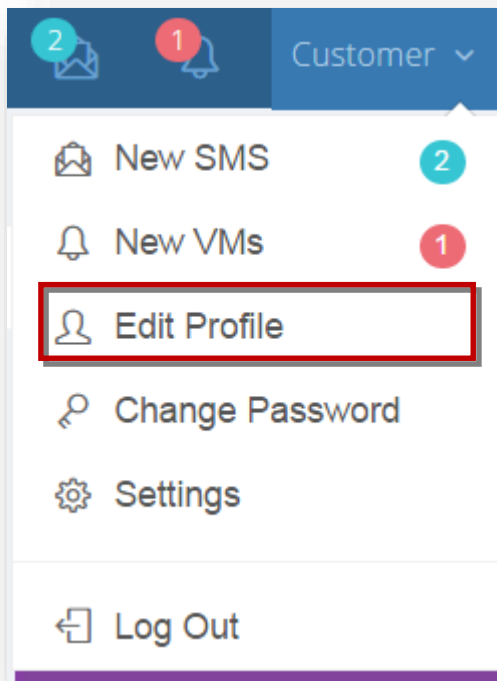 2 1 Customer
New SMS 2
New VMs 1
Edit Profile
Change Password
Settings
Log Out